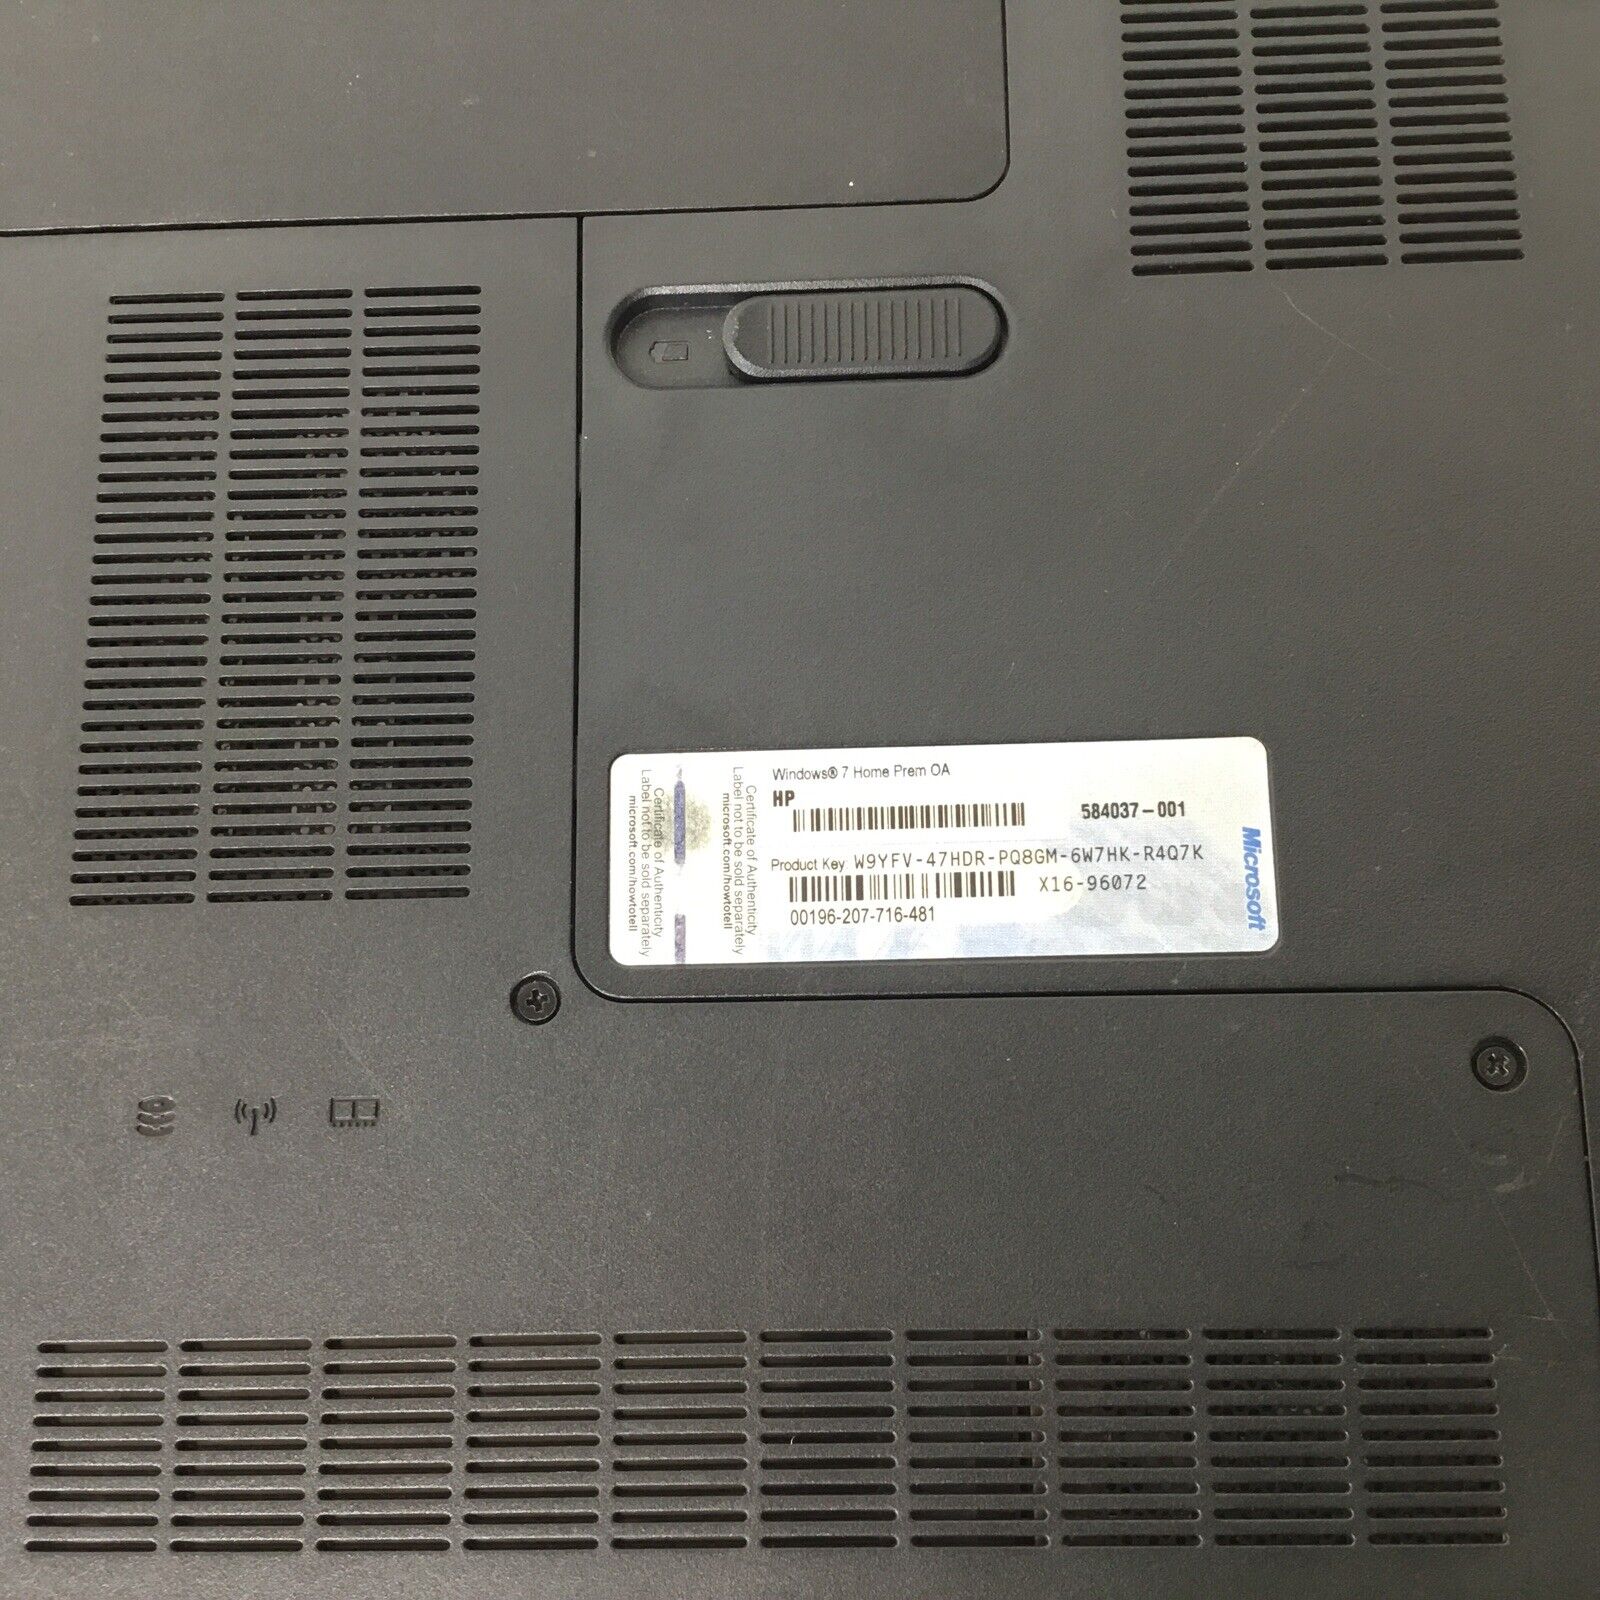 Windows® 7 Home Prem OA
HP
584037-001
Product Key: W9YFV-47HDR-PQ8GM-6W7HK-R4Q7K
X16-96072
00196-207-716-481
Microsoft
Certificate of Authenticity
Label not to be sold separately
microsoft.com/howtotell
Certificate of Authenticity
Label not to be sold separately
microsoft.com/howtotell